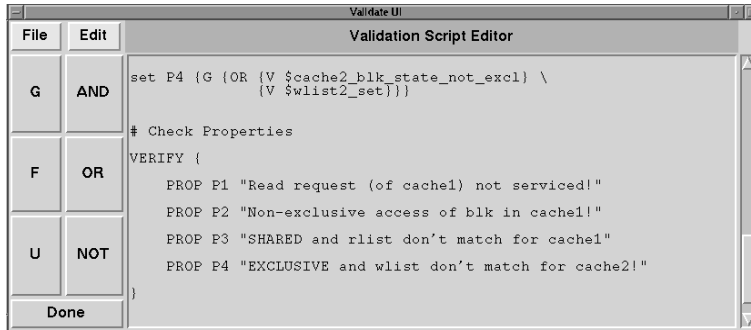 Validate UI
File Edit Validation Script Editor
G AND
F OR
U NOT
Done
set P4 {G {OR {V $cache2_blk_state_not_excl} \
{V $wlist2_set}}}
# Check Properties
VERIFY {
PROP P1 "Read request (of cache1) not serviced!"
PROP P2 "Non-exclusive access of blk in cache1!"
PROP P3 "SHARED and rlist don't match for cache1"
PROP P4 "EXCLUSIVE and wlist don't match for cache2!"
}